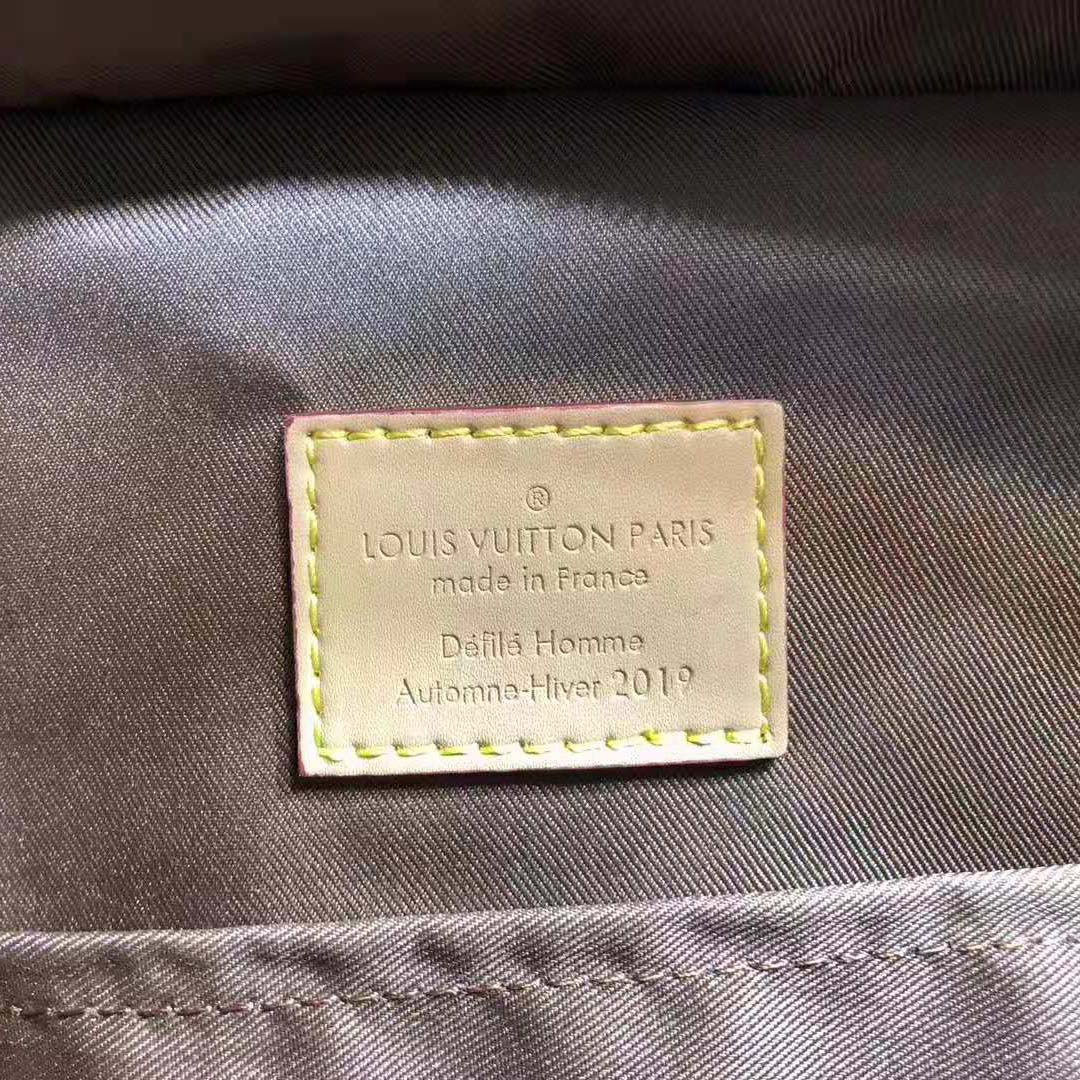 ®
LOUIS VUITTON PARIS
made in France
Défilé Homme
Automne-Hiver 2019